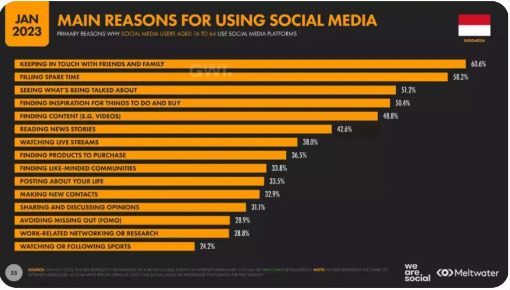 JAN
2023
MAIN REASONS FOR USING SOCIAL MEDIA
PRIMARY REASONS WHY SOCIAL MEDIA USERS AGED 16 TO 64 USE SOCIAL MEDIA PLATFORMS
INDONESIA
GWI.
KEEPING IN TOUCH WITH FRIENDS AND FAMILY 60.6%
FILLING SPARE TIME 58.2%
SEEING WHAT'S BEING TALKED ABOUT 51.2%
FINDING INSPIRATION FOR THINGS TO DO AND BUY 50.4%
FINDING CONTENT (E.G. VIDEOS) 48.8%
READING NEWS STORIES 42.6%
WATCHING LIVE STREAMS 38.0%
FINDING PRODUCTS TO PURCHASE 36.5%
FINDING LIKE-MINDED COMMUNITIES 33.8%
POSTING ABOUT YOUR LIFE 33.5%
MAKING NEW CONTACTS 32.9%
SHARING AND DISCUSSING OPINIONS 31.1%
AVOIDING MISSING OUT (FOMO) 28.9%
WORK-RELATED NETWORKING OR RESEARCH 28.8%
WATCHING OR FOLLOWING SPORTS 24.2%
55
SOURCE:
we
are
social
Meltwater